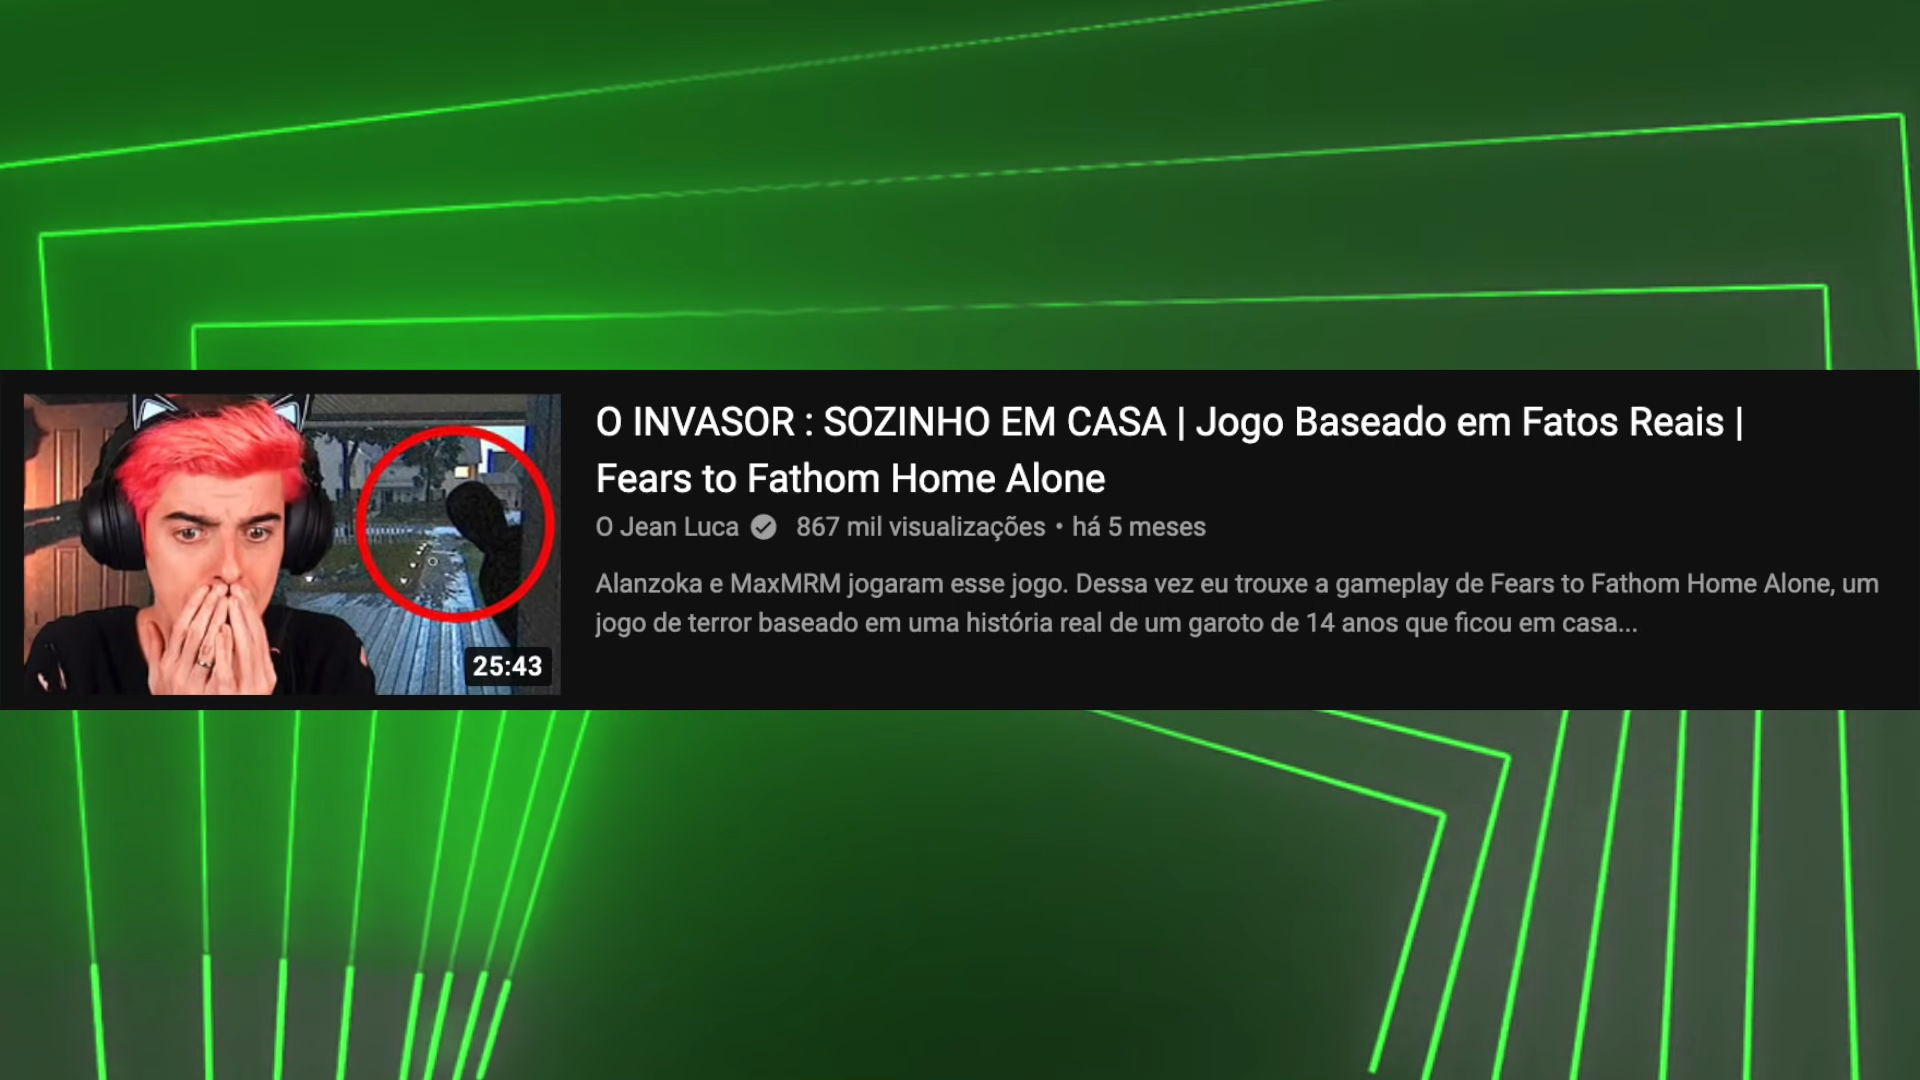 O INVASOR : SOZINHO EM CASA | Jogo Baseado em Fatos Reais |
Fears to Fathom Home Alone
O Jean Luca 867 mil visualizações • há 5 meses
Alanzoka e MaxMRM jogaram esse jogo. Dessa vez eu trouxe a gameplay de Fears to Fathom Home Alone, um
jogo de terror baseado em uma história real de um garoto de 14 anos que ficou em casa...
25:43